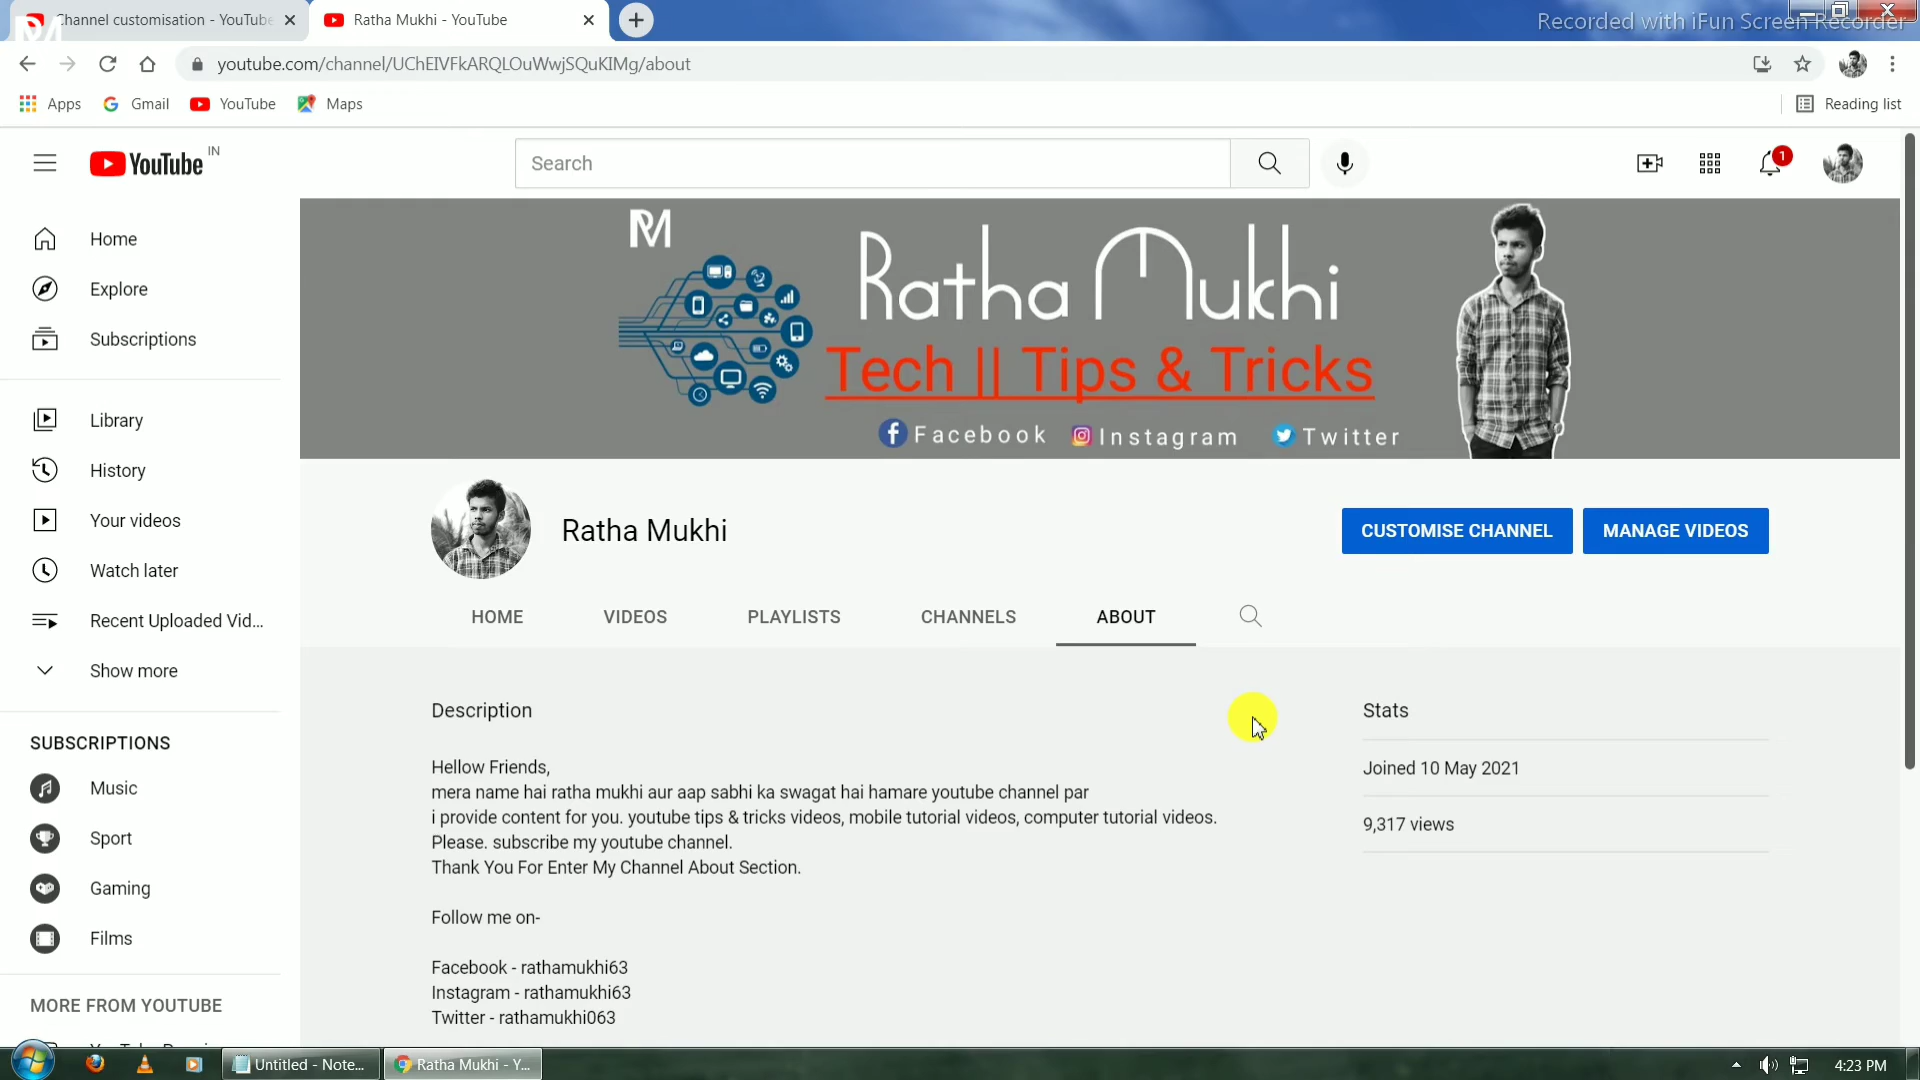 Channel customisation - YouTube
Ratha Mukhi - YouTube
Recorded with iFun Screen Recorder
youtube.com/channel/UChEIVFkARQLOuWwjSQuKIMg/about
Apps
Gmail
YouTube
Maps
Reading list
YouTube IN
Search
1
Home
Explore
Subscriptions
Library
History
Your videos
Watch later
Recent Uploaded Vid...
Show more
SUBSCRIPTIONS
Music
Sport
Gaming
Films
MORE FROM YOUTUBE
RM
Ratha Mukhi
Tech || Tips & Tricks
Facebook
Instagram
Twitter
Ratha Mukhi
CUSTOMISE CHANNEL
MANAGE VIDEOS
HOME
VIDEOS
PLAYLISTS
CHANNELS
ABOUT
Description
Hellow Friends,
mera name hai ratha mukhi aur aap sabhi ka swagat hai hamare youtube channel par
i provide content for you. youtube tips & tricks videos, mobile tutorial videos, computer tutorial videos.
Please. subscribe my youtube channel.
Thank You For Enter My Channel About Section.
Follow me on-
Facebook - rathamukhi63
Instagram - rathamukhi63
Twitter - rathamukhi063
Stats
Joined 10 May 2021
9,317 views
Untitled - Note...
Ratha Mukhi - Y...
4:23 PM